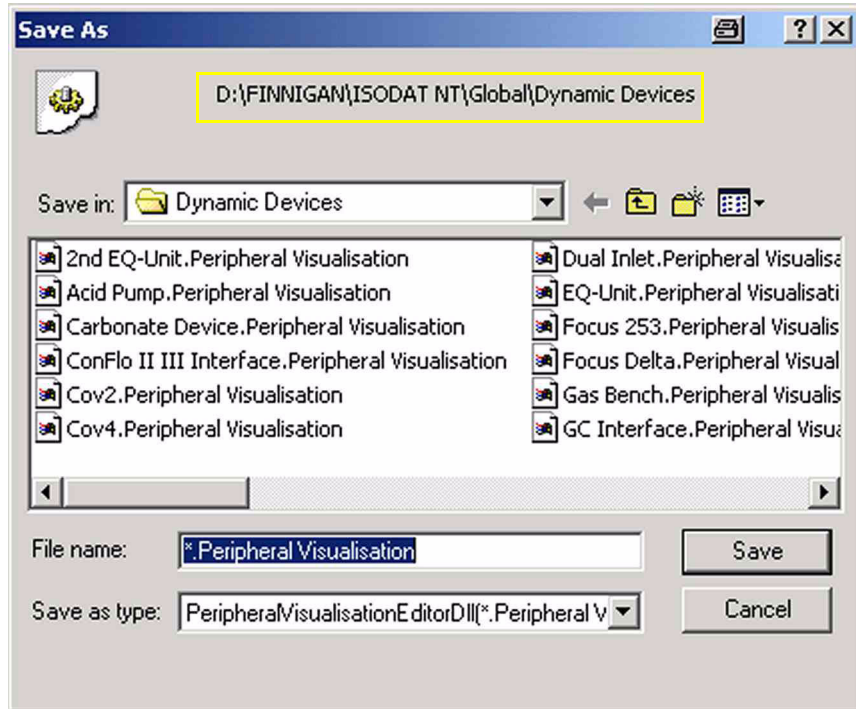 Save As
D:\FINNIGAN\ISODAT NT\Global\Dynamic Devices
Save in: Dynamic Devices
2nd EQ-Unit.Peripheral Visualisation
Acid Pump.Peripheral Visualisation
Carbonate Device.Peripheral Visualisation
ConFlo II III Interface.Peripheral Visualisation
Cov2.Peripheral Visualisation
Cov4.Peripheral Visualisation
Dual Inlet.Peripheral Visualisa
EQ-Unit.Peripheral Visualisati
Focus 253.Peripheral Visualis
Focus Delta.Peripheral Visual
Gas Bench.Peripheral Visualis
GC Interface.Peripheral Visua
File name: *.Peripheral Visualisation
Save
Save as type: PeripheralVisualisationEditorDll(*.Peripheral V
Cancel